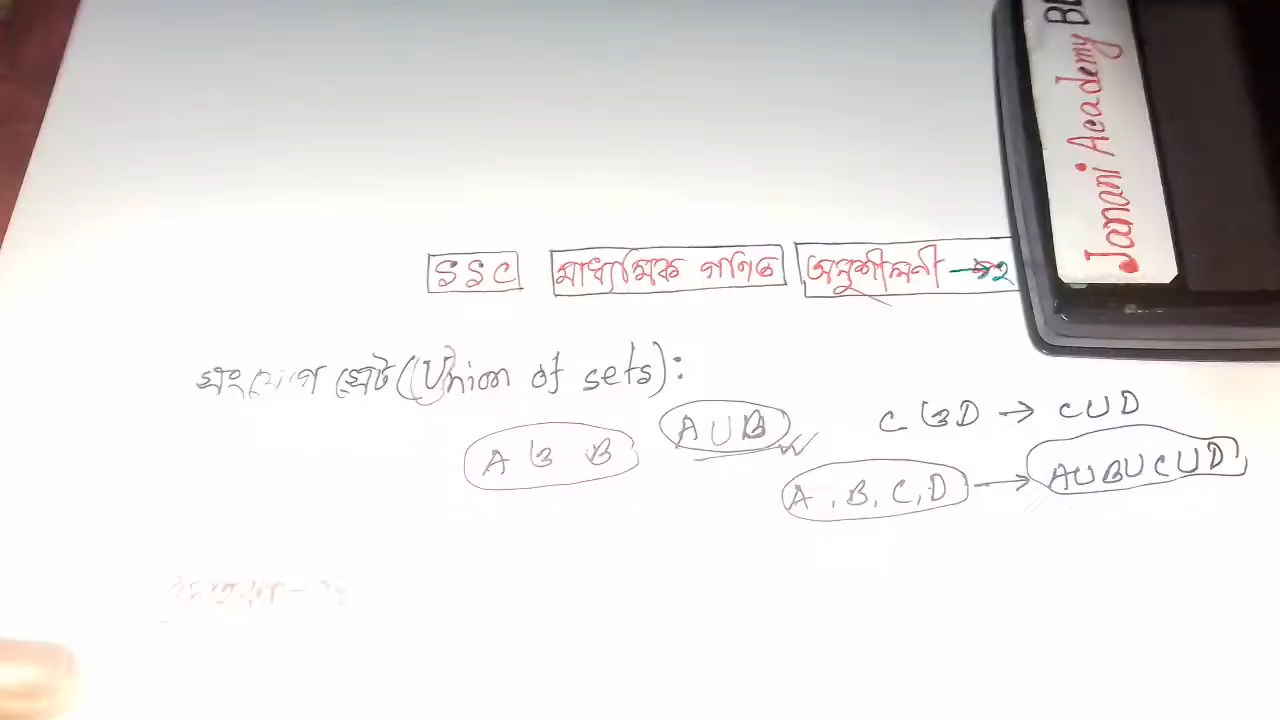 SSC মাধ্যমিক গণিত অনুশীলনী
সংযোগ সেট (Union of sets):
A ও B A∪B C ও D → C∪D
A, B, C, D → A∪B∪C∪D
Janani Academy